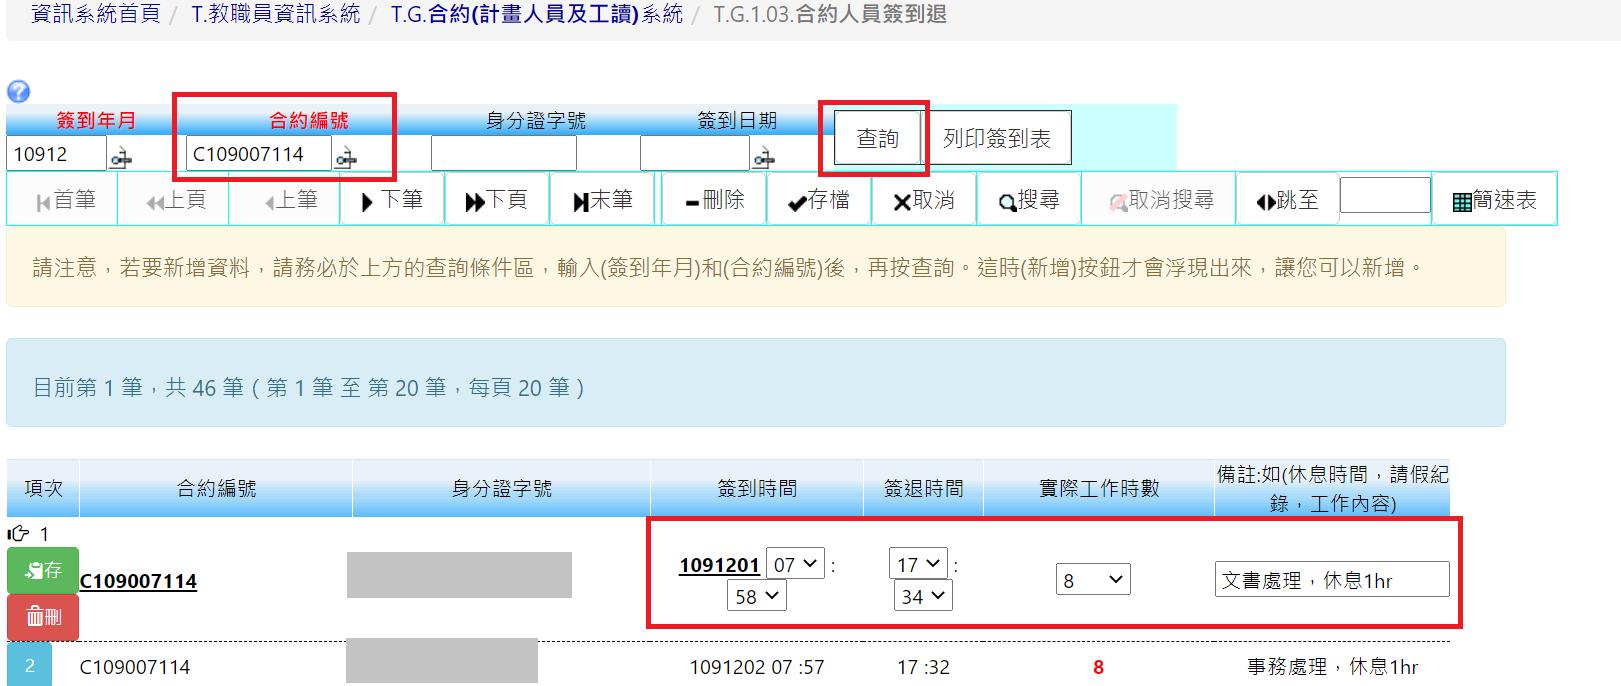 資訊系統首頁 / T.教職員資訊系統 / T.G.合約(計畫人員及工讀)系統 / T.G.1.03.合約人員簽到退
?
簽到年月 合約編號 身分證字號 簽到日期 查詢 列印簽到表
10912 C109007114
首筆 上頁 上筆 下筆 下頁 末筆 刪除 存檔 取消 搜尋 取消搜尋 跳至 簡速表
請注意，若要新增資料，請務必於上方的查詢條件區，輸入(簽到年月)和(合約編號)後，再按查詢。這時(新增)按鈕才會浮現出來，讓您可以新增。
目前第 1 筆，共 46 筆 ( 第 1 筆 至 第 20 筆，每頁 20 筆 )
項次 合約編號 身分證字號 簽到時間 簽退時間 實際工作時數 備註:如(休息時間，請假紀
錄，工作內容)
1
存 C109007114 1091201 07 : 17 : 8 文書處理，休息1hr
58 34
刪
2 C109007114 1091202 07 :57 17 :32 8 事務處理，休息1hr